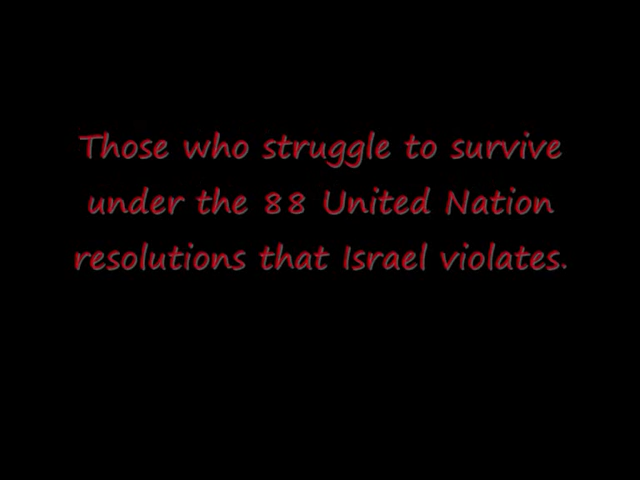 Those who struggle to survive
under the 88 United Nation
resolutions that Israel violates.